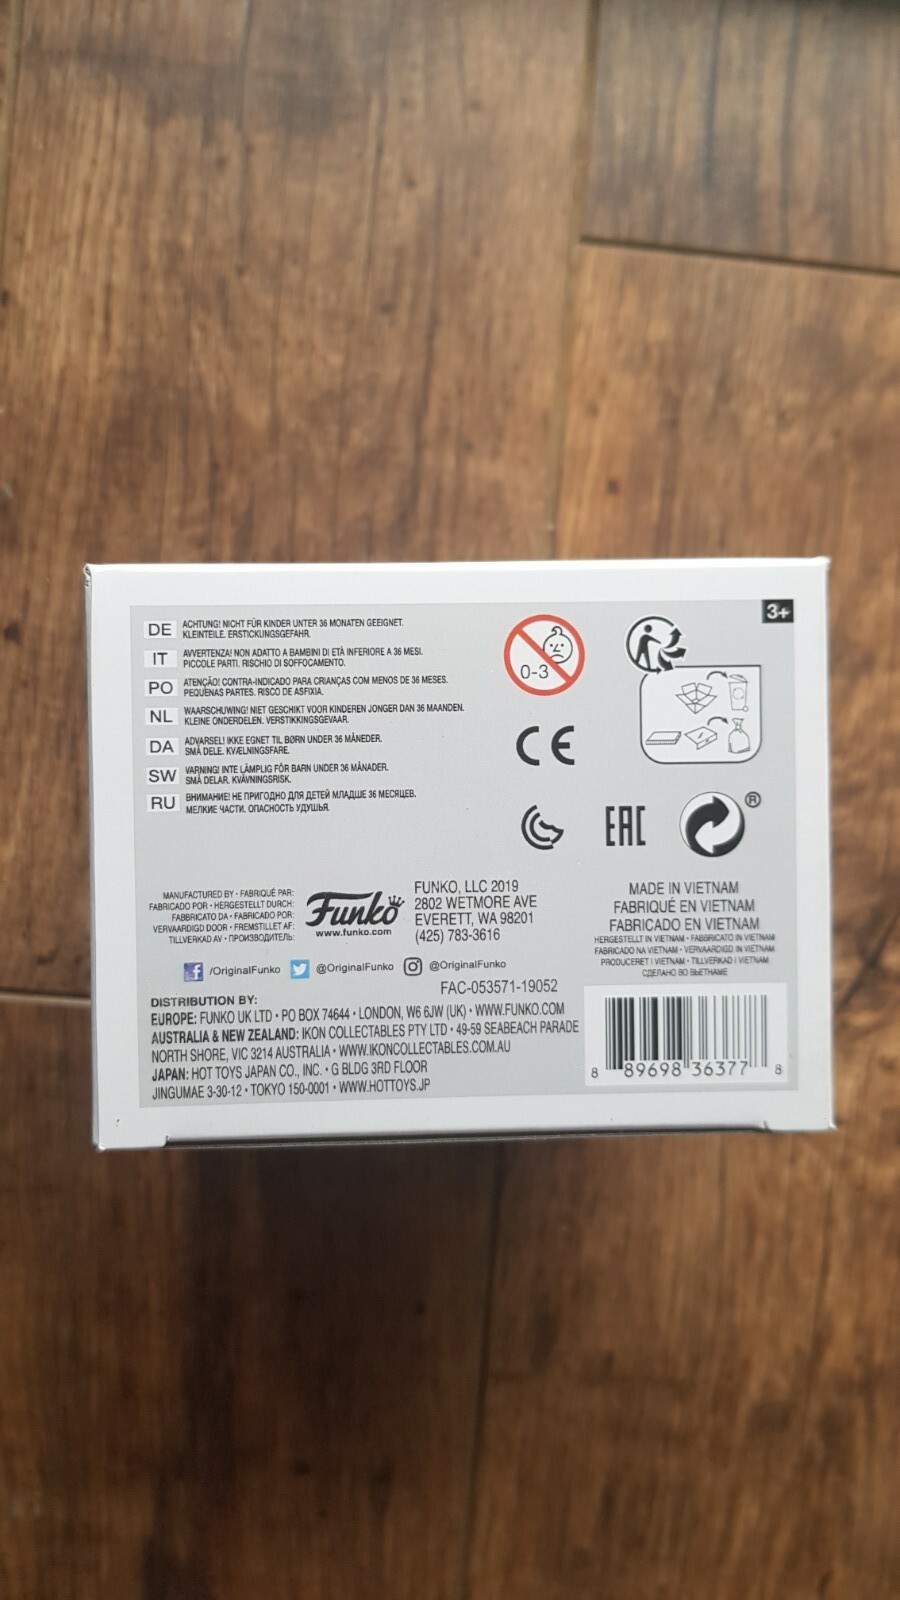 3+
DE ACHTUNG! NICHT FÜR KINDER UNTER 36 MONATEN GEEIGNET.
KLEINTEILE. ERSTICKUNGSGEFAHR.
IT AVVERTENZA! NON ADATTO A BAMBINI DI ETÀ INFERIORE A 36 MESI.
PICCOLE PARTI. RISCHIO DI SOFFOCAMENTO.
PO ATENÇÃO! CONTRA-INDICADO PARA CRIANÇAS COM MENOS DE 36 MESES.
PEQUENAS PARTES. RISCO DE ASFIXIA.
NL WAARSCHUWING! NIET GESCHIKT VOOR KINDEREN JONGER DAN 36 MAANDEN.
KLEINE ONDERDELEN. VERSTIKKINGSGEVAAR.
DA ADVARSEL! IKKE EGNET TIL BØRN UNDER 36 MÅNEDER.
SMÅ DELE. KVÆLNINGSFARE.
SW VARNING! INTE LÄMPLIG FÖR BARN UNDER 36 MÅNADER.
SMÅ DELAR. KVÄVNINGSRISK.
RU ВНИМАНИЕ! НЕ ПРИГОДНО ДЛЯ ДЕТЕЙ МЛАДШЕ 36 МЕСЯЦЕВ.
МЕЛКИЕ ЧАСТИ. ОПАСНОСТЬ УДУШЬЯ.
0-3
CE
EAC
®
MANUFACTURED BY • FABRIQUÉ PAR:
FABRICADO POR • HERGESTELLT DURCH:
FABBRICATO DA • FABRICADO POR:
VERVAARDIGD DOOR • FREMSTILLET AF:
TILLVERKAD AV • ПРОИЗВОДИТЕЛЬ:
Funko
www.funko.com
FUNKO, LLC 2019
2802 WETMORE AVE
EVERETT, WA 98201
(425) 783-3616
MADE IN VIETNAM
FABRIQUÉ EN VIETNAM
FABRICADO EN VIETNAM
HERGESTELLT IN VIETNAM • FABBRICATO IN VIETNAM
FABRICADO NA VIETNAM • VERVAARDIGD IN VIETNAM
PRODUCERET I VIETNAM • TILLVERKAD I VIETNAM
СДЕЛАНО ВО ВЬЕТНАМЕ
/OriginalFunko @OriginalFunko @OriginalFunko
FAC-053571-19052
DISTRIBUTION BY:
EUROPE: FUNKO UK LTD • PO BOX 74644 • LONDON, W6 6JW (UK) • WWW.FUNKO.COM
AUSTRALIA & NEW ZEALAND: IKON COLLECTABLES PTY LTD • 49-59 SEABEACH PARADE
NORTH SHORE, VIC 3214 AUSTRALIA • WWW.IKONCOLLECTABLES.COM.AU
JAPAN: HOT TOYS JAPAN CO., INC. • G BLDG 3RD FLOOR
JINGUMAE 3-30-12 • TOKYO 150-0001 • WWW.HOTTOYS.JP
8 89698 36377 8